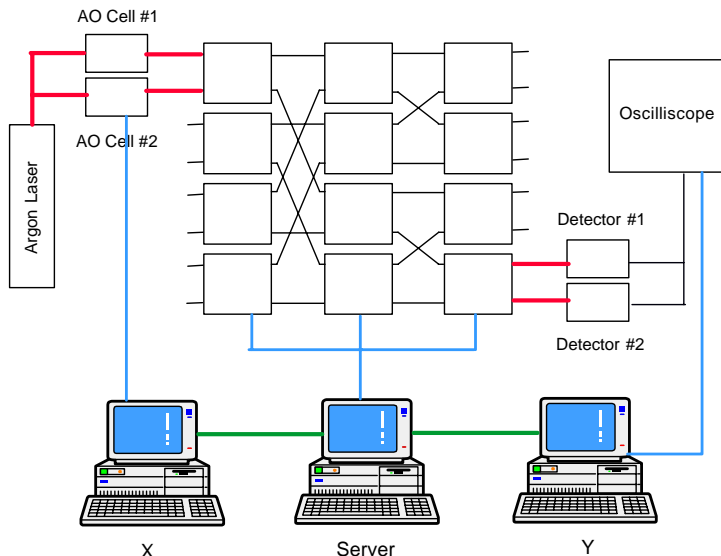 AO Cell #1
AO Cell #2
Argon Laser
Oscilliscope
Detector #1
Detector #2
X
Server
Y